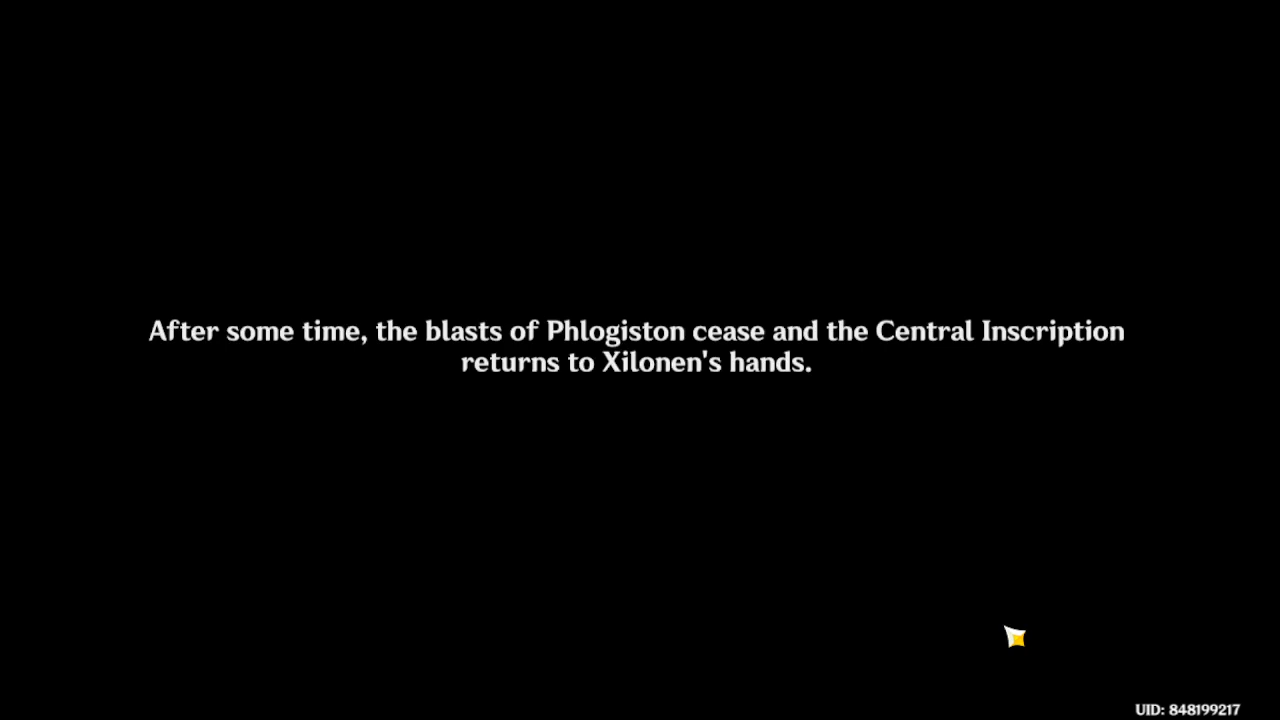 After some time, the blasts of Phlogiston cease and the Central Inscription
returns to Xilonen's hands.
UID: 848199217